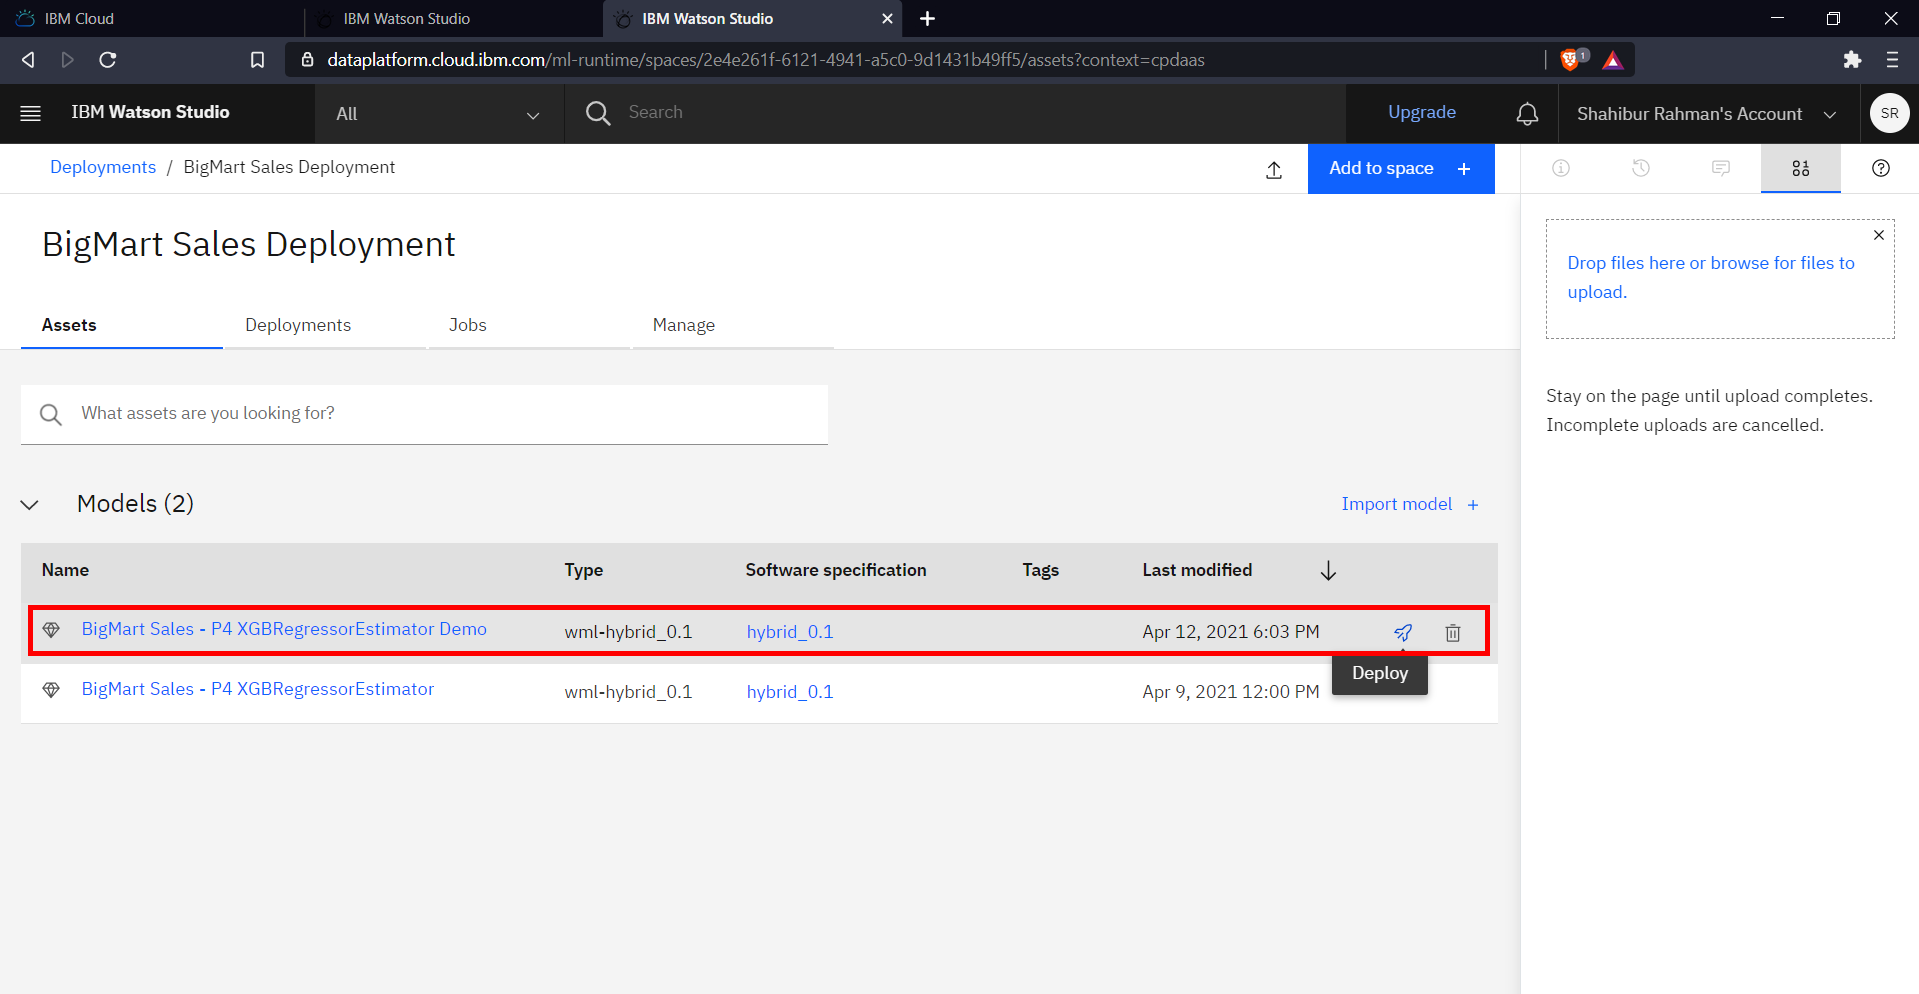 IBM Cloud
IBM Watson Studio
IBM Watson Studio
dataplatform.cloud.ibm.com/ml-runtime/spaces/2e4e261f-6121-4941-a5c0-9d1431b49ff5/assets?context=cpdaas
1
IBM Watson Studio
All
Search
Upgrade
Shahibur Rahman's Account
SR
Deployments / BigMart Sales Deployment
Add to space +
BigMart Sales Deployment
Drop files here or browse for files to
upload.
Assets
Deployments
Jobs
Manage
Stay on the page until upload completes.
Incomplete uploads are cancelled.
What assets are you looking for?
Models (2)
Import model +
Name Type Software specification Tags Last modified
BigMart Sales - P4 XGBRegressorEstimator Demo wml-hybrid_0.1 hybrid_0.1 Apr 12, 2021 6:03 PM
Deploy
BigMart Sales - P4 XGBRegressorEstimator wml-hybrid_0.1 hybrid_0.1 Apr 9, 2021 12:00 PM